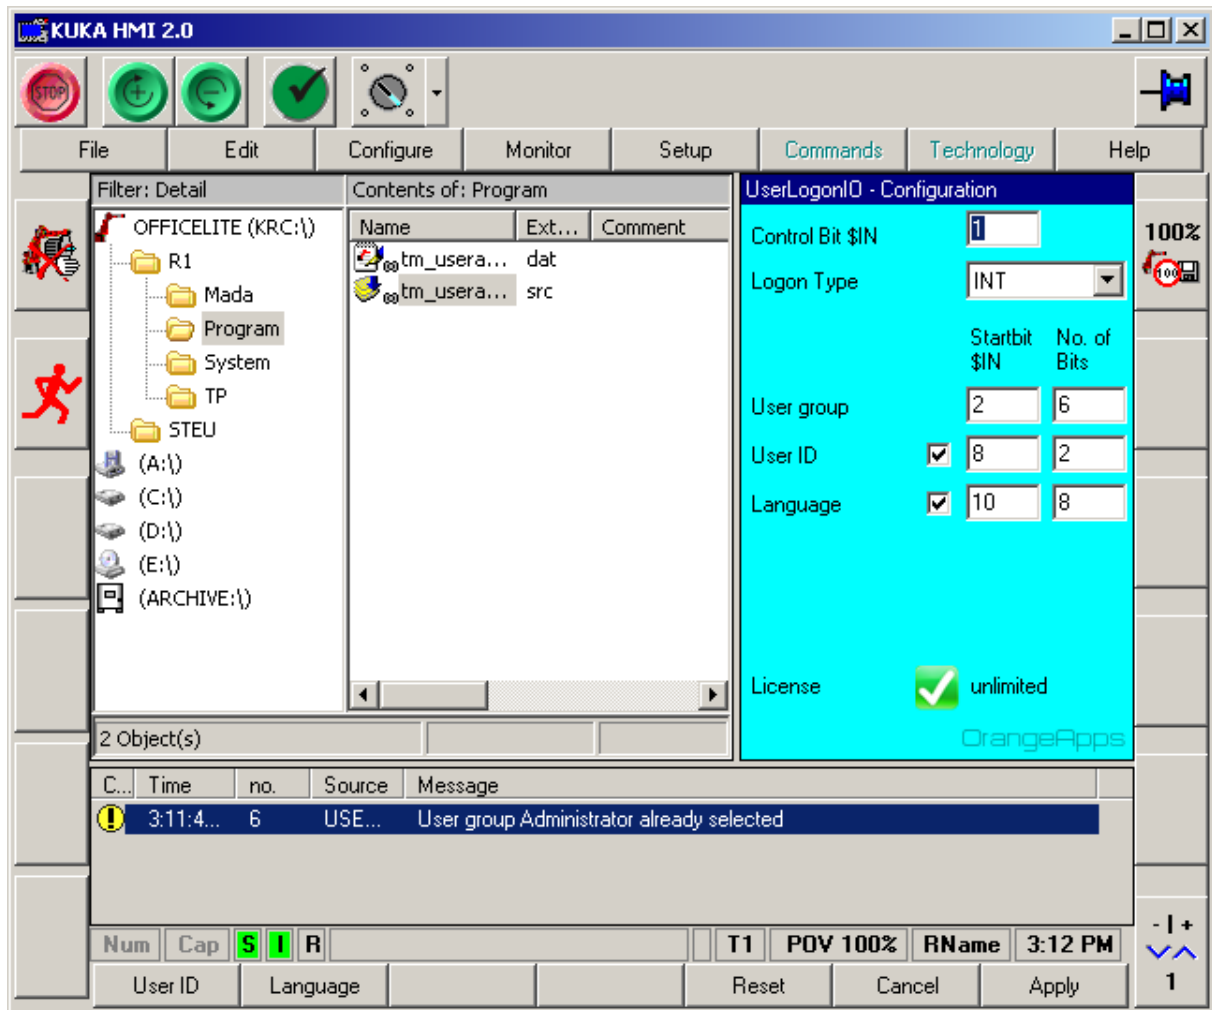 KUKA HMI 2.0
STOP
File Edit Configure Monitor Setup Commands Technology Help
Filter: Detail
OFFICELITE (KRC:\)
R1
Mada
Program
System
TP
STEU
(A:\)
(C:\)
(D:\)
(E:\)
(ARCHIVE:\)
2 Object(s)
Contents of: Program
Name Ext... Comment
tm_usera... dat
tm_usera... src
UserLogonIO - Configuration
Control Bit $IN 1
Logon Type INT
Startbit No. of
$IN Bits
User group 2 6
User ID 8 2
Language 10 8
License unlimited
OrangeApps
100%
100
C... Time no. Source Message
3:11:4... 6 USE... User group Administrator already selected
Num Cap S I R T1 POV 100% RName 3:12 PM
- | +
1
User ID Language Reset Cancel Apply